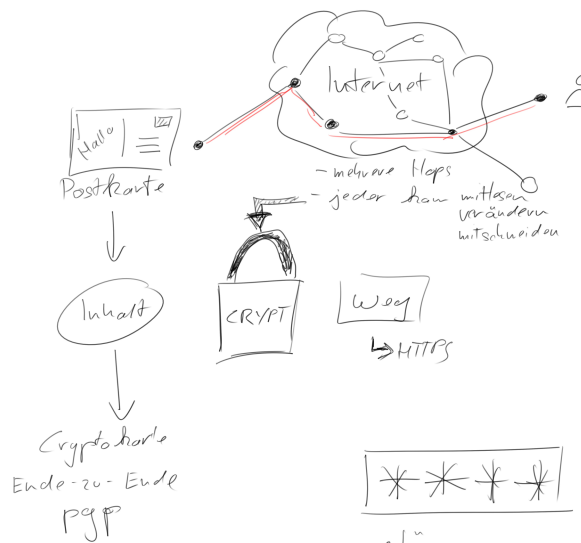 Internet
Hallo
Postkarte
- mehrere Hops
- jeder kann mitlesen
verändern
mitschneiden
Inhalt
CRYPT
Weg
HTTPS
Cryptokarte
Ende-zu-Ende
pgp
* * * *